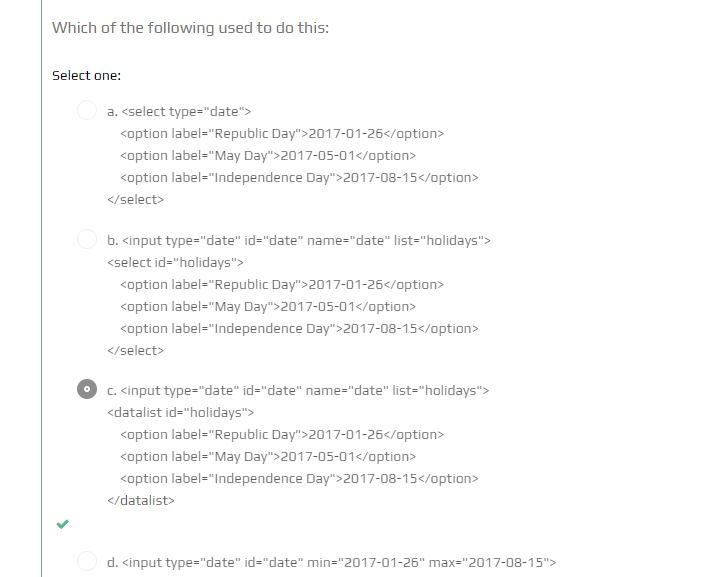 Which of the following used to do this:
Select one:
a. <select type="date">
<option label="Republic Day">2017-01-26</option>
<option label="May Day">2017-05-01</option>
<option label="Independence Day">2017-08-15</option>
</select>
b. <input type="date" id="date" name="date" list="holidays">
<select id="holidays">
<option label="Republic Day">2017-01-26</option>
<option label="May Day">2017-05-01</option>
<option label="Independence Day">2017-08-15</option>
</select>
c. <input type="date" id="date" name="date" list="holidays">
<datalist id="holidays">
<option label="Republic Day">2017-01-26</option>
<option label="May Day">2017-05-01</option>
<option label="Independence Day">2017-08-15</option>
</datalist>
d. <input type="date" id="date" min="2017-01-26" max="2017-08-15">